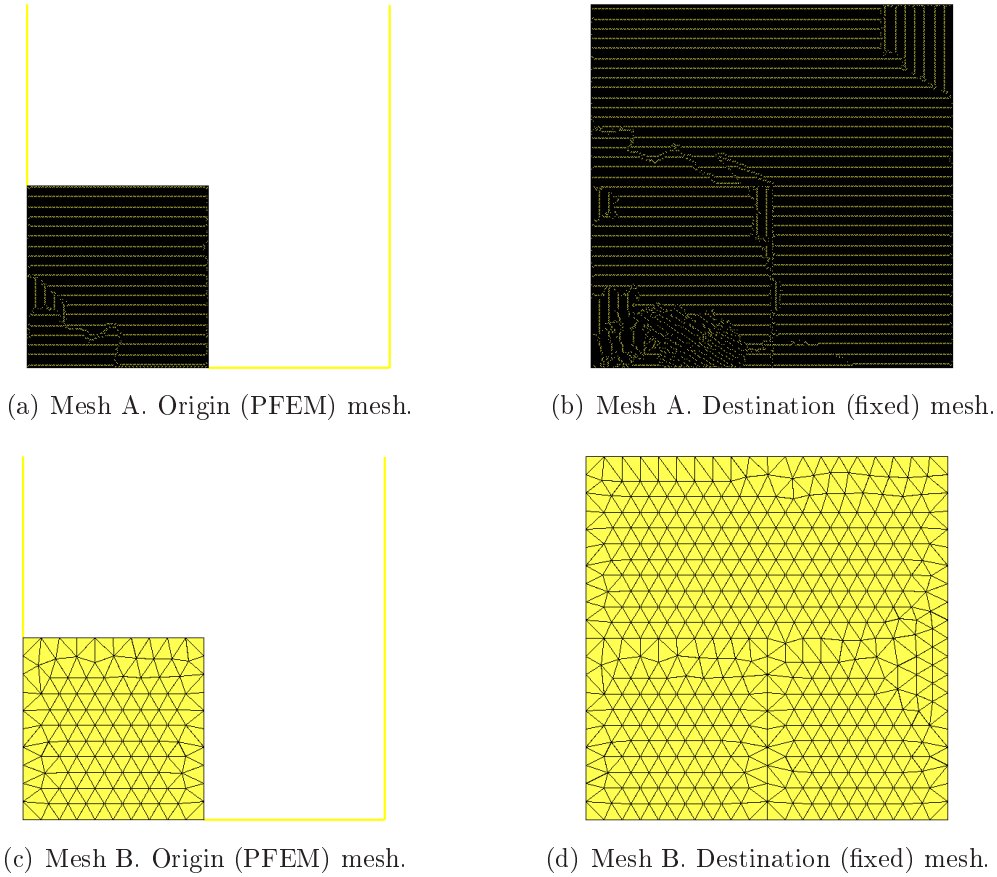 (a) Mesh A. Origin (PFEM) mesh.
(b) Mesh A. Destination (fixed) mesh.
(c) Mesh B. Origin (PFEM) mesh.
(d) Mesh B. Destination (fixed) mesh.